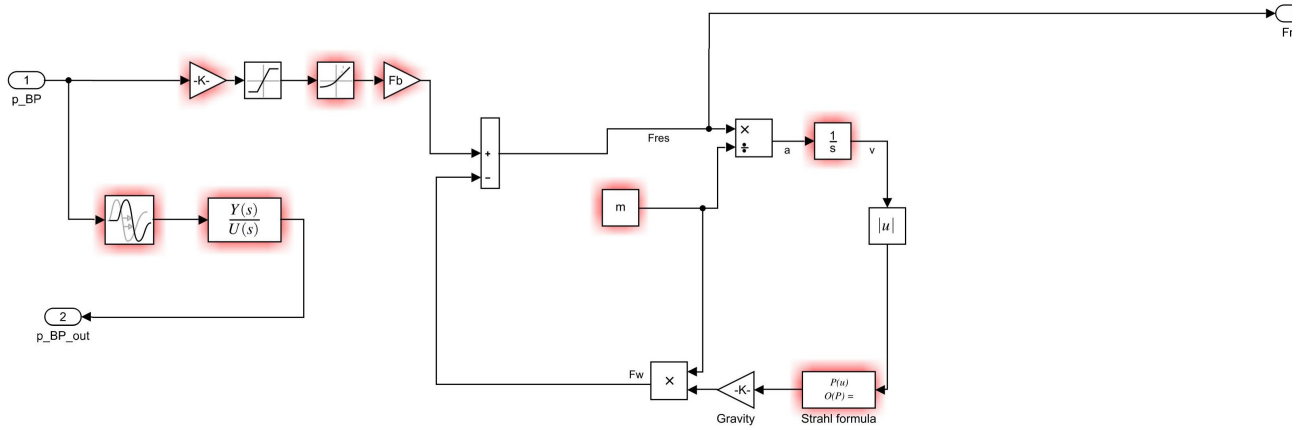 Fr
1
p_BP
-K-
Fb
+
−
Fres
×
÷
a
1
s
v
m
|u|
Y(s)
U(s)
2
p_BP_out
Fw
×
-K-
Gravity
P(u)
O(P) =
Strahl formula